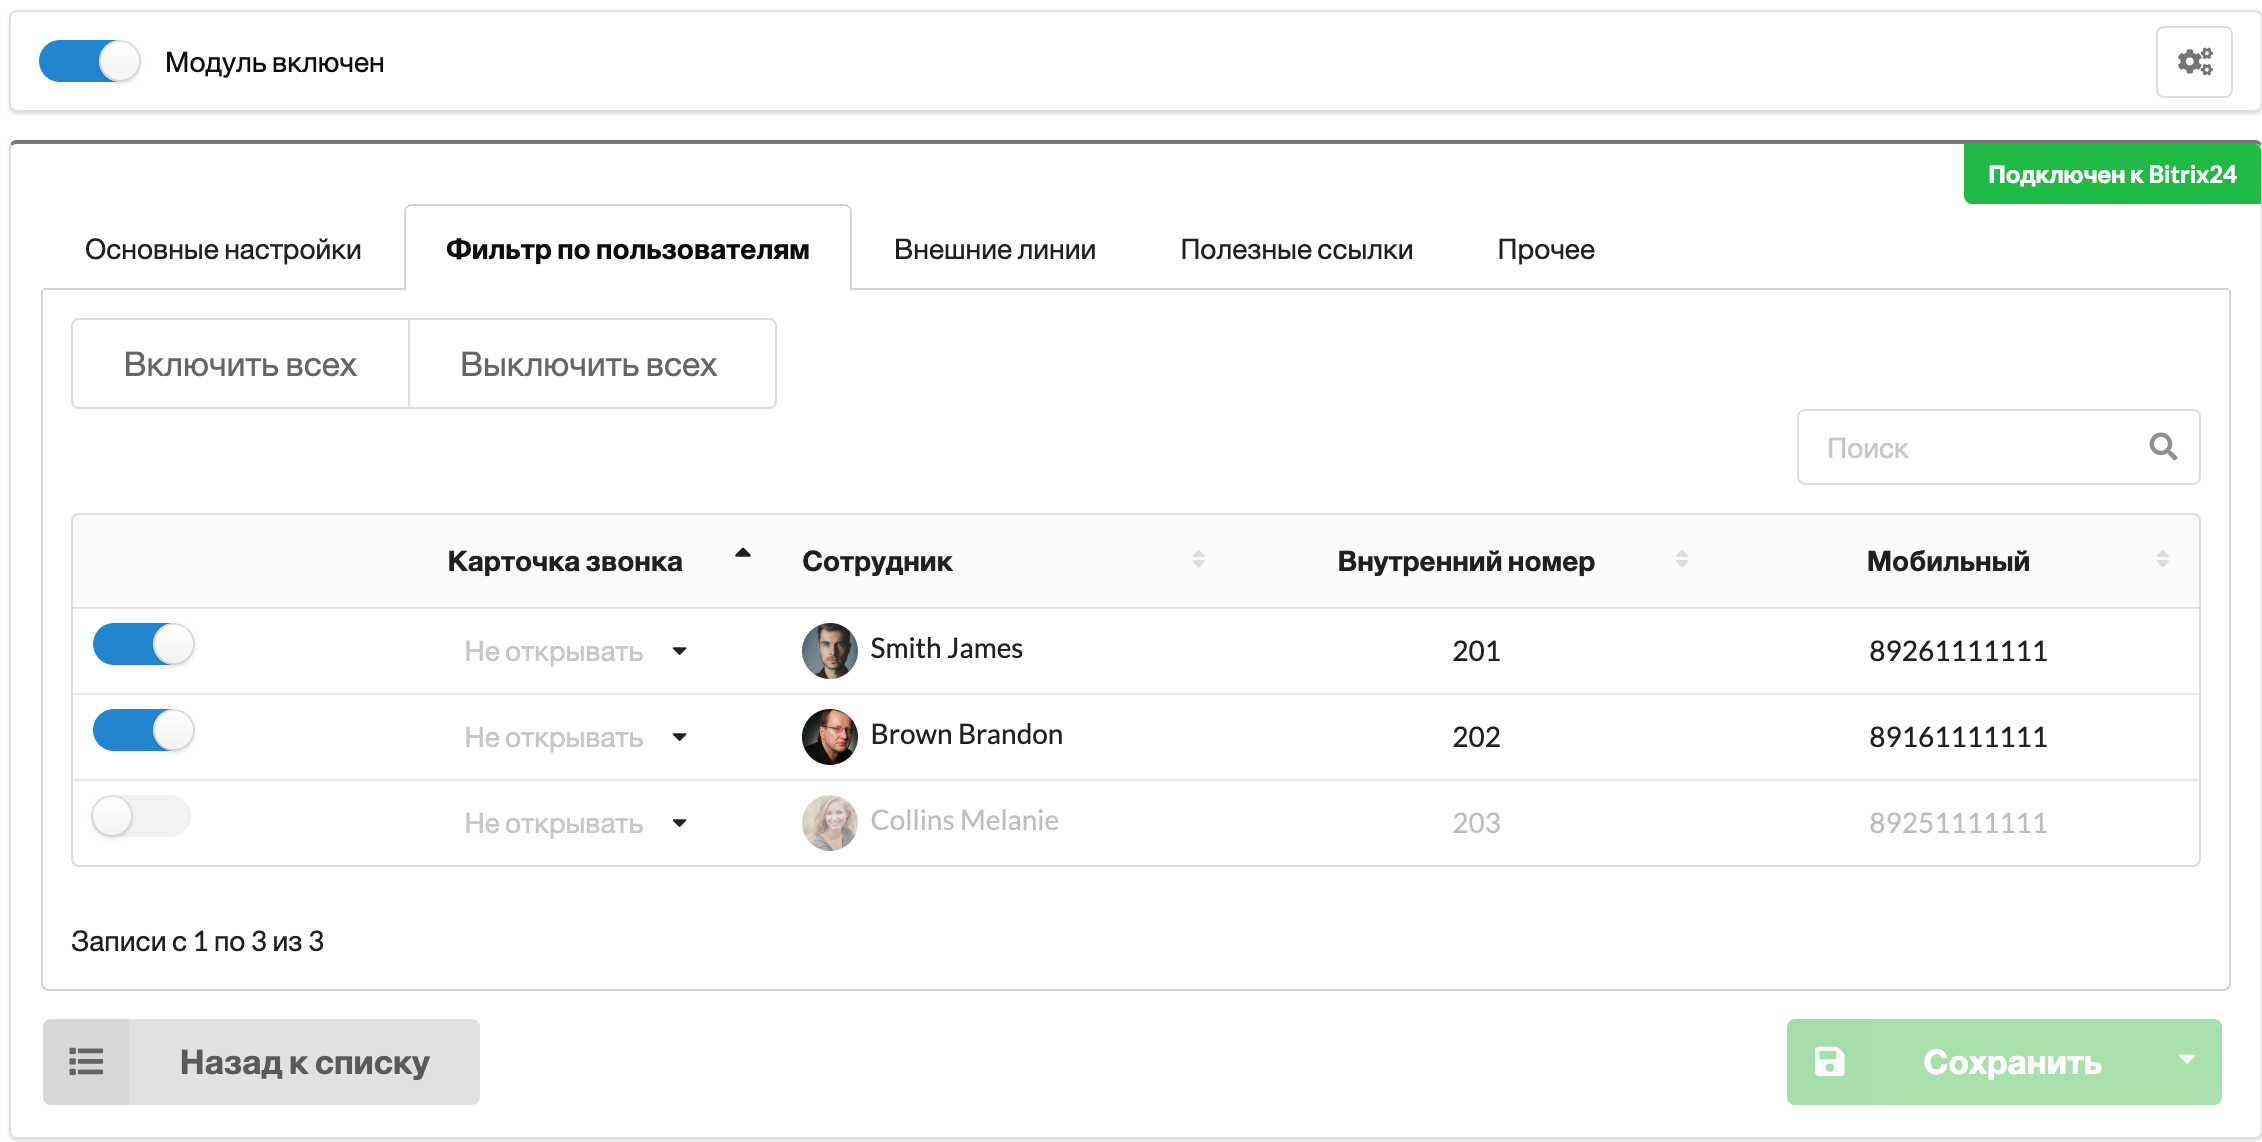 Модуль включен
Подключен к Bitrix24
Основные настройки Фильтр по пользователям Внешние линии Полезные ссылки Прочее
Включить всех Выключить всех
Поиск
Карточка звонка Сотрудник Внутренний номер Мобильный
Не открывать Smith James 201 89261111111
Не открывать Brown Brandon 202 89161111111
Не открывать Collins Melanie 203 89251111111
Записи с 1 по 3 из 3
Назад к списку Сохранить